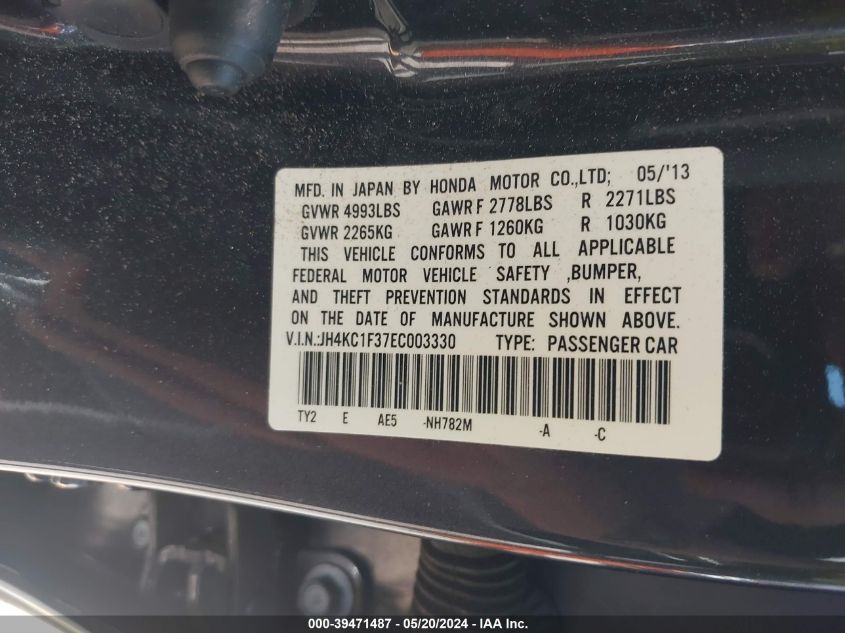 MFD. IN JAPAN BY HONDA MOTOR CO.,LTD; 05/'13
GVWR 4993LBS GAWR F 2778LBS R 2271LBS
GVWR 2265KG GAWR F 1260KG R 1030KG
THIS VEHICLE CONFORMS TO ALL APPLICABLE
FEDERAL MOTOR VEHICLE SAFETY ,BUMPER,
AND THEFT PREVENTION STANDARDS IN EFFECT
ON THE DATE OF MANUFACTURE SHOWN ABOVE.
V.I.N.:JH4KC1F37EC003330 TYPE: PASSENGER CAR
TY2 E AE5 -NH782M -A -C
000-39471487 - 05/20/2024 - IAA Inc.